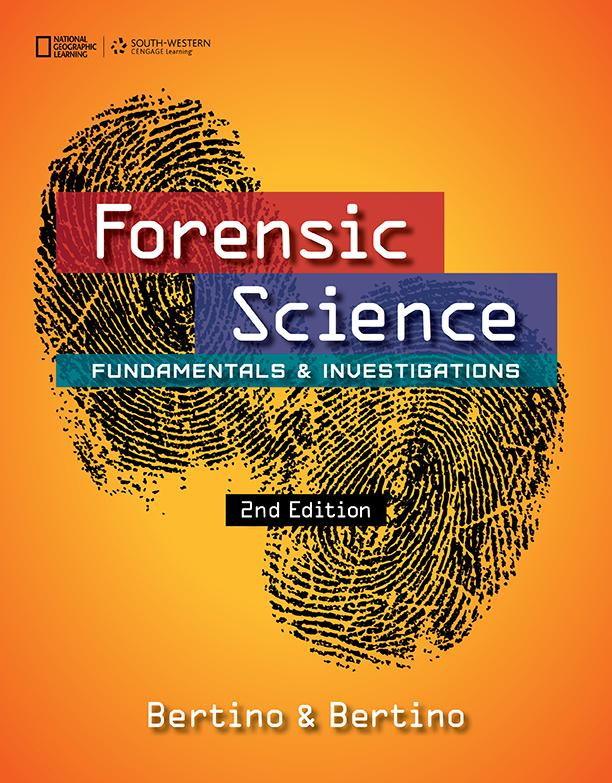 NATIONAL GEOGRAPHIC LEARNING
SOUTH-WESTERN
CENGAGE Learning
Forensic
Science
FUNDAMENTALS & INVESTIGATIONS
2nd Edition
Bertino & Bertino